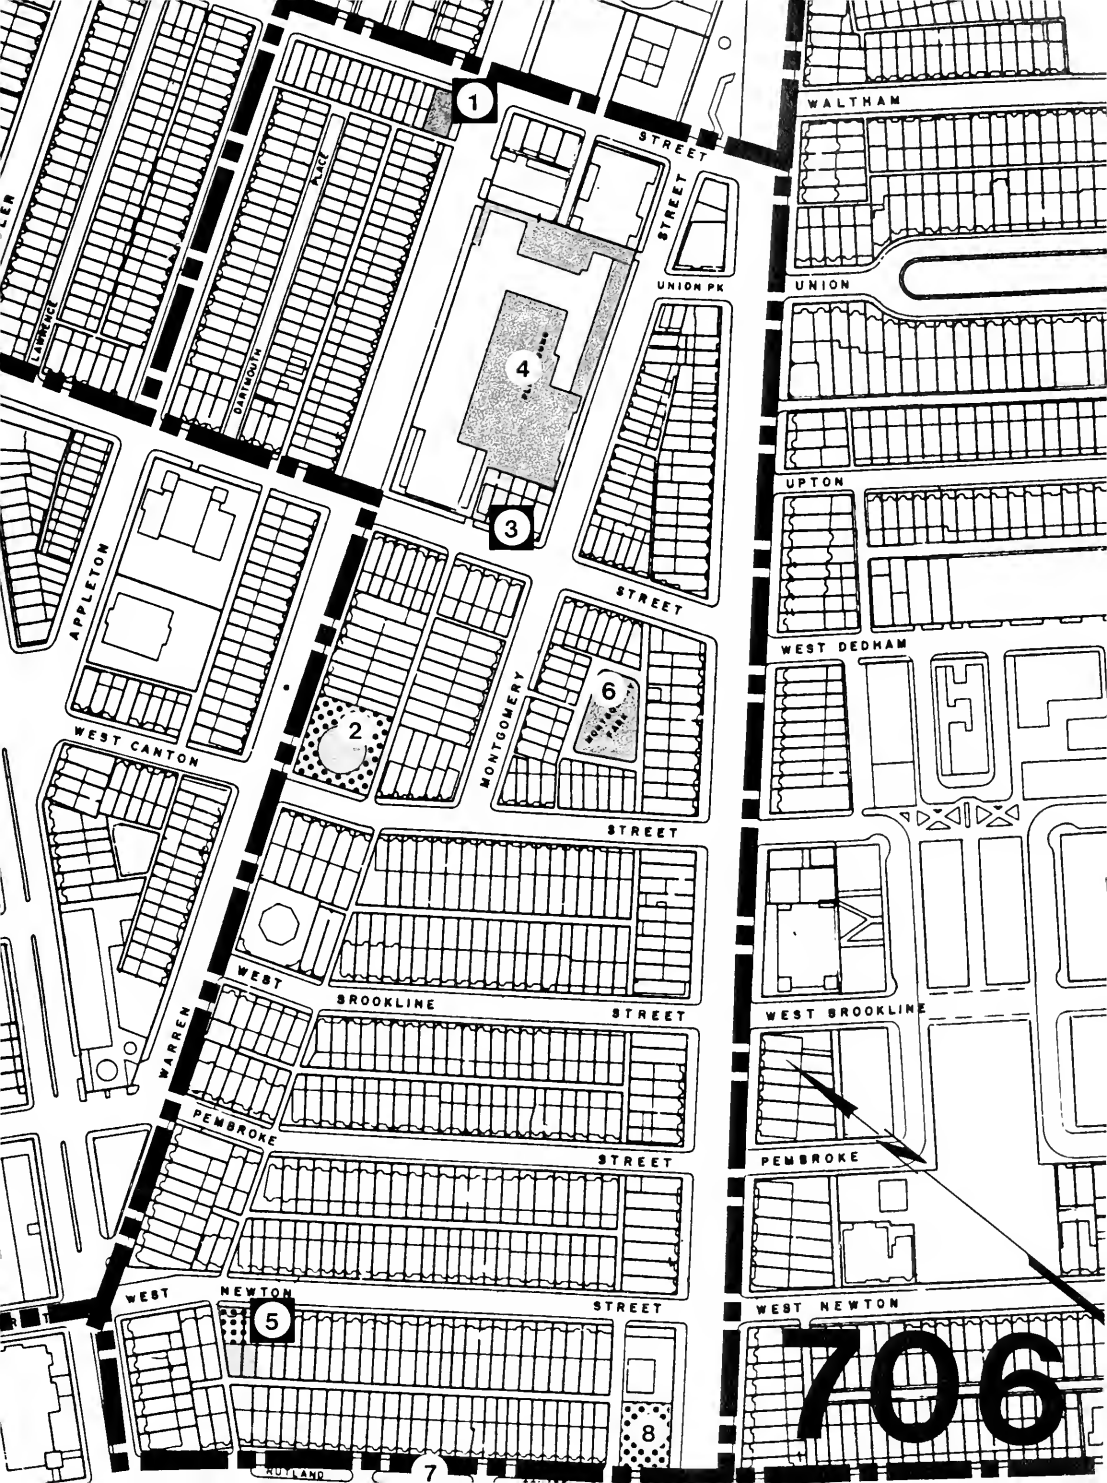 1
WALTHAM
STREET
PLACE
STREET
UNION PK
UNION
LAWRENCE
4
DARTMOUTH
UPTON
3
APPLETON
STREET
WEST DEDHAM
6
PARK
MONTGOMERY
2
WEST CANTON
STREET
WEST
BROOKLINE
STREET
WEST BROOKLINE
WARREN
PEMBROKE
STREET
PEMBROKE
WEST
NEWTON
STREET
WEST NEWTON
5
706
8
7
RUTLAND